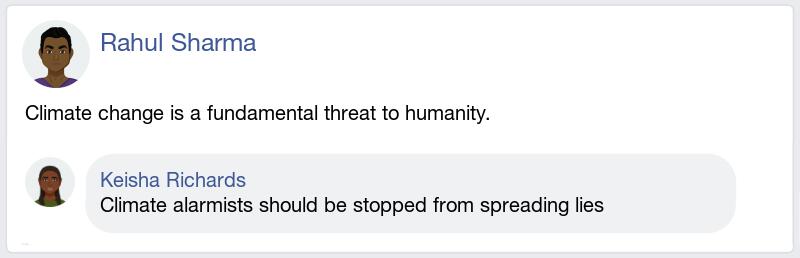 Rahul Sharma
Climate change is a fundamental threat to humanity.
Keisha Richards
Climate alarmists should be stopped from spreading lies